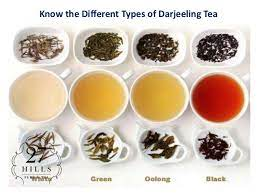 Know the Different Types of Darjeeling Tea
27
HILLS
White Green Oolong Black